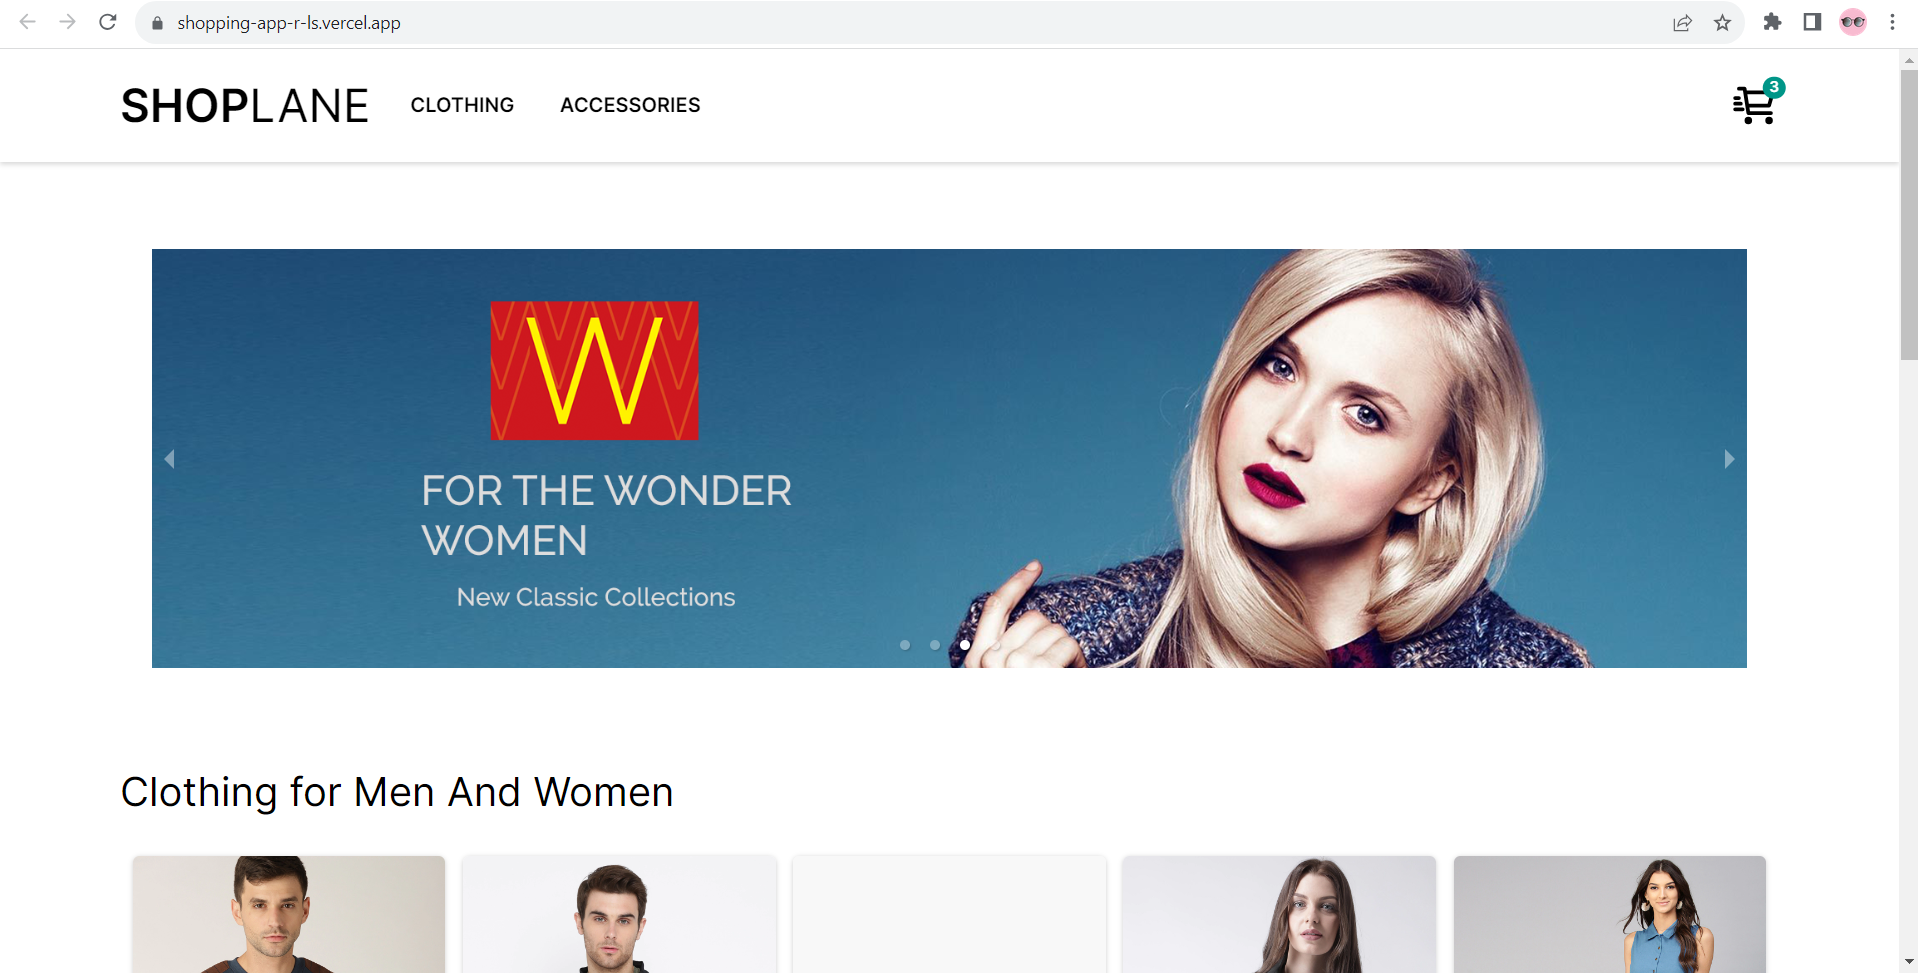 shopping-app-r-ls.vercel.app
SHOPLANE CLOTHING ACCESSORIES 3
W
FOR THE WONDER
WOMEN
New Classic Collections
Clothing for Men And Women